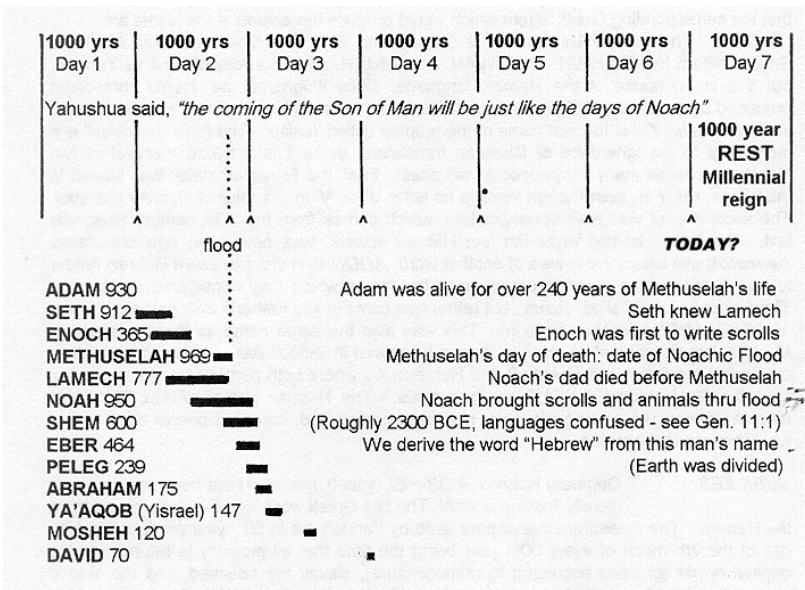 1000 yrs 1000 yrs 1000 yrs 1000 yrs 1000 yrs 1000 yrs 1000 yrs
Day 1 Day 2 Day 3 Day 4 Day 5 Day 6 Day 7
Yahushua said, "the coming of the Son of Man will be just like the days of Noach"
1000 year
REST
Millennial
reign
^ ^ ^ ^ ^ ^
flood TODAY?
ADAM 930 Adam was alive for over 240 years of Methuselah's life
SETH 912 Seth knew Lamech
ENOCH 365 Enoch was first to write scrolls
METHUSELAH 969 Methuselah's day of death: date of Noachic Flood
LAMECH 777 Noach's dad died before Methuselah
NOAH 950 Noach brought scrolls and animals thru flood
SHEM 600 (Roughly 2300 BCE, languages confused - see Gen. 11:1)
EBER 464 We derive the word "Hebrew" from this man's name
PELEG 239 (Earth was divided)
ABRAHAM 175
YA'AQOB (Yisrael) 147
MOSHEH 120
DAVID 70